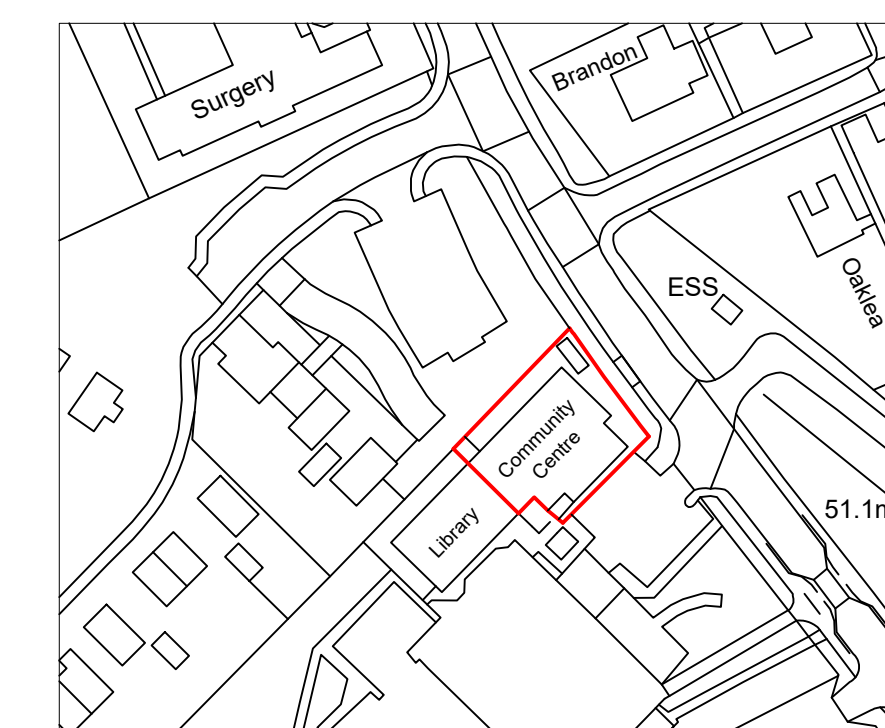 Surgery
Brandon
ESS
Oaklea
Community
Centre
Library
51.1m